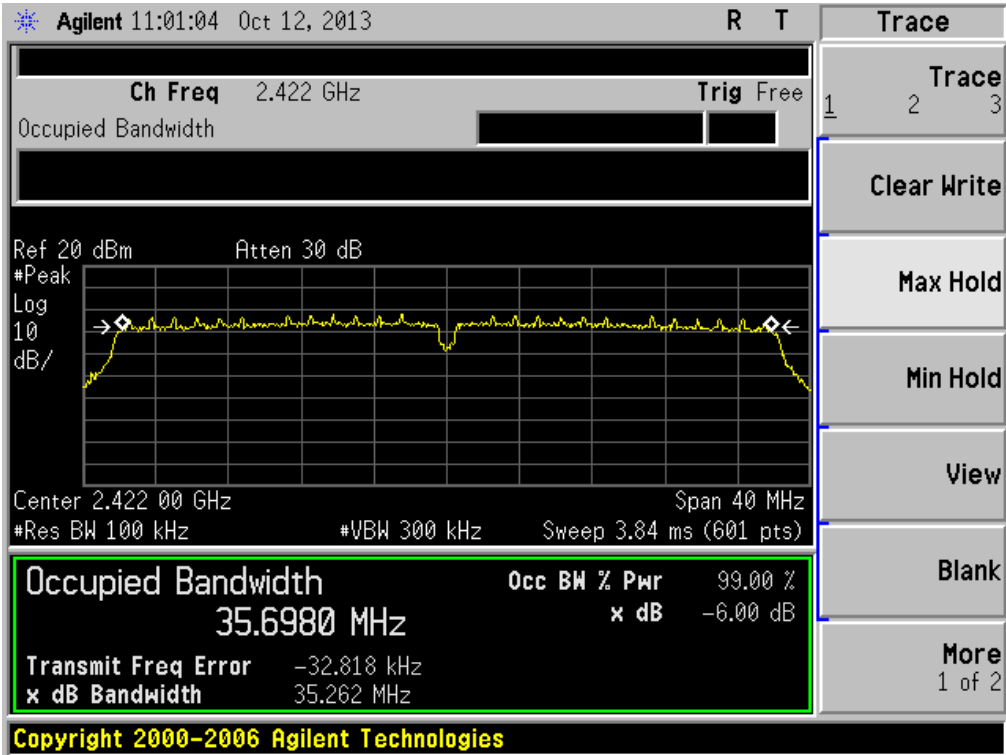 Agilent 11:01:04 Oct 12, 2013 R T
Trace
Ch Freq 2.422 GHz Trig Free
Occupied Bandwidth
Trace
1 2 3
Clear Write
Max Hold
Min Hold
View
Blank
More
1 of 2
Ref 20 dBm Atten 30 dB
#Peak
Log
10
dB/
Center 2.422 00 GHz Span 40 MHz
#Res BW 100 kHz #VBW 300 kHz Sweep 3.84 ms (601 pts)
Occupied Bandwidth Occ BW % Pwr 99.00 %
35.6980 MHz x dB -6.00 dB
Transmit Freq Error -32.818 kHz
x dB Bandwidth 35.262 MHz
Copyright 2000-2006 Agilent Technologies